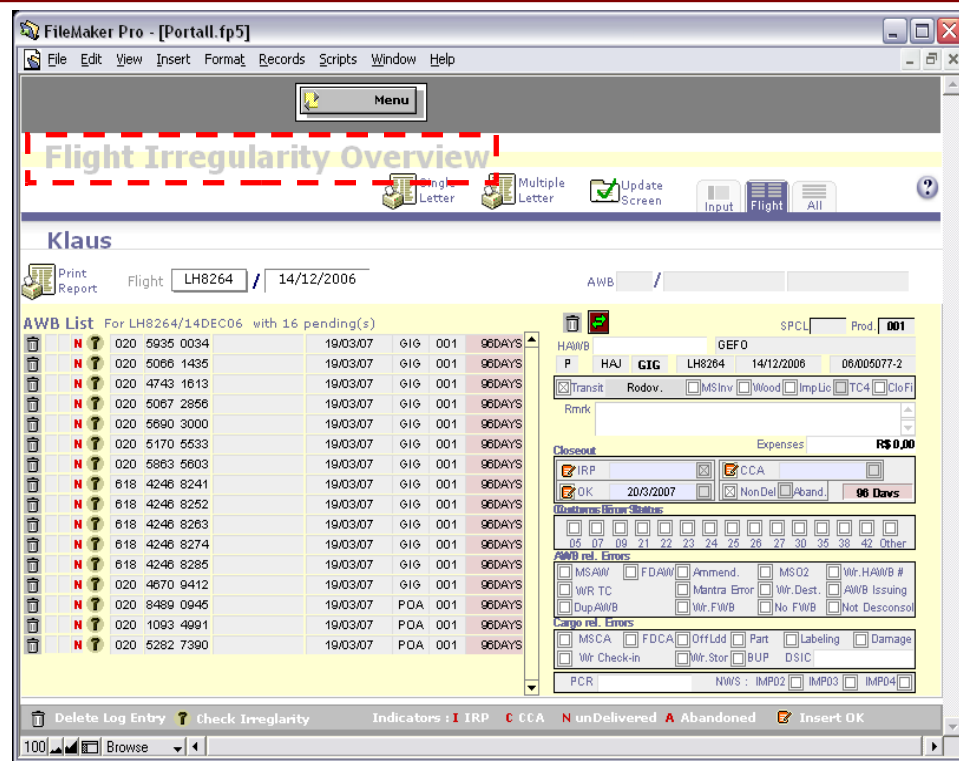 FileMaker Pro - [Portall.fp5]
File Edit View Insert Format Records Scripts Window Help
Menu
Flight Irregularity Overview
Single Letter
Multiple Letter
Update Screen
Input Flight All
?
Klaus
Print Report
Flight LH8264 / 14/12/2006
AWB /
AWB List For LH8264/14DEC06 with 16 pending(s)
N ? 020 5935 0034 19/03/07 GIG 001 96DAYS
N ? 020 5066 1435 19/03/07 GIG 001 96DAYS
N ? 020 4743 1613 19/03/07 GIG 001 96DAYS
N ? 020 5067 2856 19/03/07 GIG 001 96DAYS
N ? 020 5690 3000 19/03/07 GIG 001 96DAYS
N ? 020 5170 5533 19/03/07 GIG 001 96DAYS
N ? 020 5863 5603 19/03/07 GIG 001 96DAYS
N ? 618 4246 8241 19/03/07 GIG 001 96DAYS
N ? 618 4246 8252 19/03/07 GIG 001 96DAYS
N ? 618 4246 8263 19/03/07 GIG 001 96DAYS
N ? 618 4246 8274 19/03/07 GIG 001 96DAYS
N ? 618 4246 8285 19/03/07 GIG 001 96DAYS
N ? 020 4670 9412 19/03/07 GIG 001 96DAYS
N ? 020 8489 0945 19/03/07 POA 001 96DAYS
N ? 020 1093 4991 19/03/07 POA 001 96DAYS
N ? 020 5282 7390 19/03/07 POA 001 96DAYS
SPCL Prod. 001
HAWB GEFO
P HAJ GIG LH8264 14/12/2006 06/005077-2
Transit Rodov. MSInv Wood Imp Lic TC4 CloFi
Rmrk
Expenses R$ 0,00
Closeout
IRP CCA
OK 20/3/2007 Non Del Aband. 96 Days
Customs Error Status
05 07 09 21 22 23 24 25 26 27 30 35 38 42 Other
AWB rel. Errors
MSAW FDAW Ammend. MSO2 Wr.HAWB #
WR TC Mantra Error Wr.Dest. AWB Issuing
DupAWB Wr.FWB No FWB Not Desconsol
Cargo rel. Errors
MSCA FDCA OffLdd Part Labeling Damage
Wr Check-in Wr.Stor BUP DSIC
PCR NWS : IMP02 IMP03 IMP04
Delete Log Entry ? Check Irreglarity Indicators : I IRP C CCA N unDelivered A Abandoned Insert OK
100 Browse